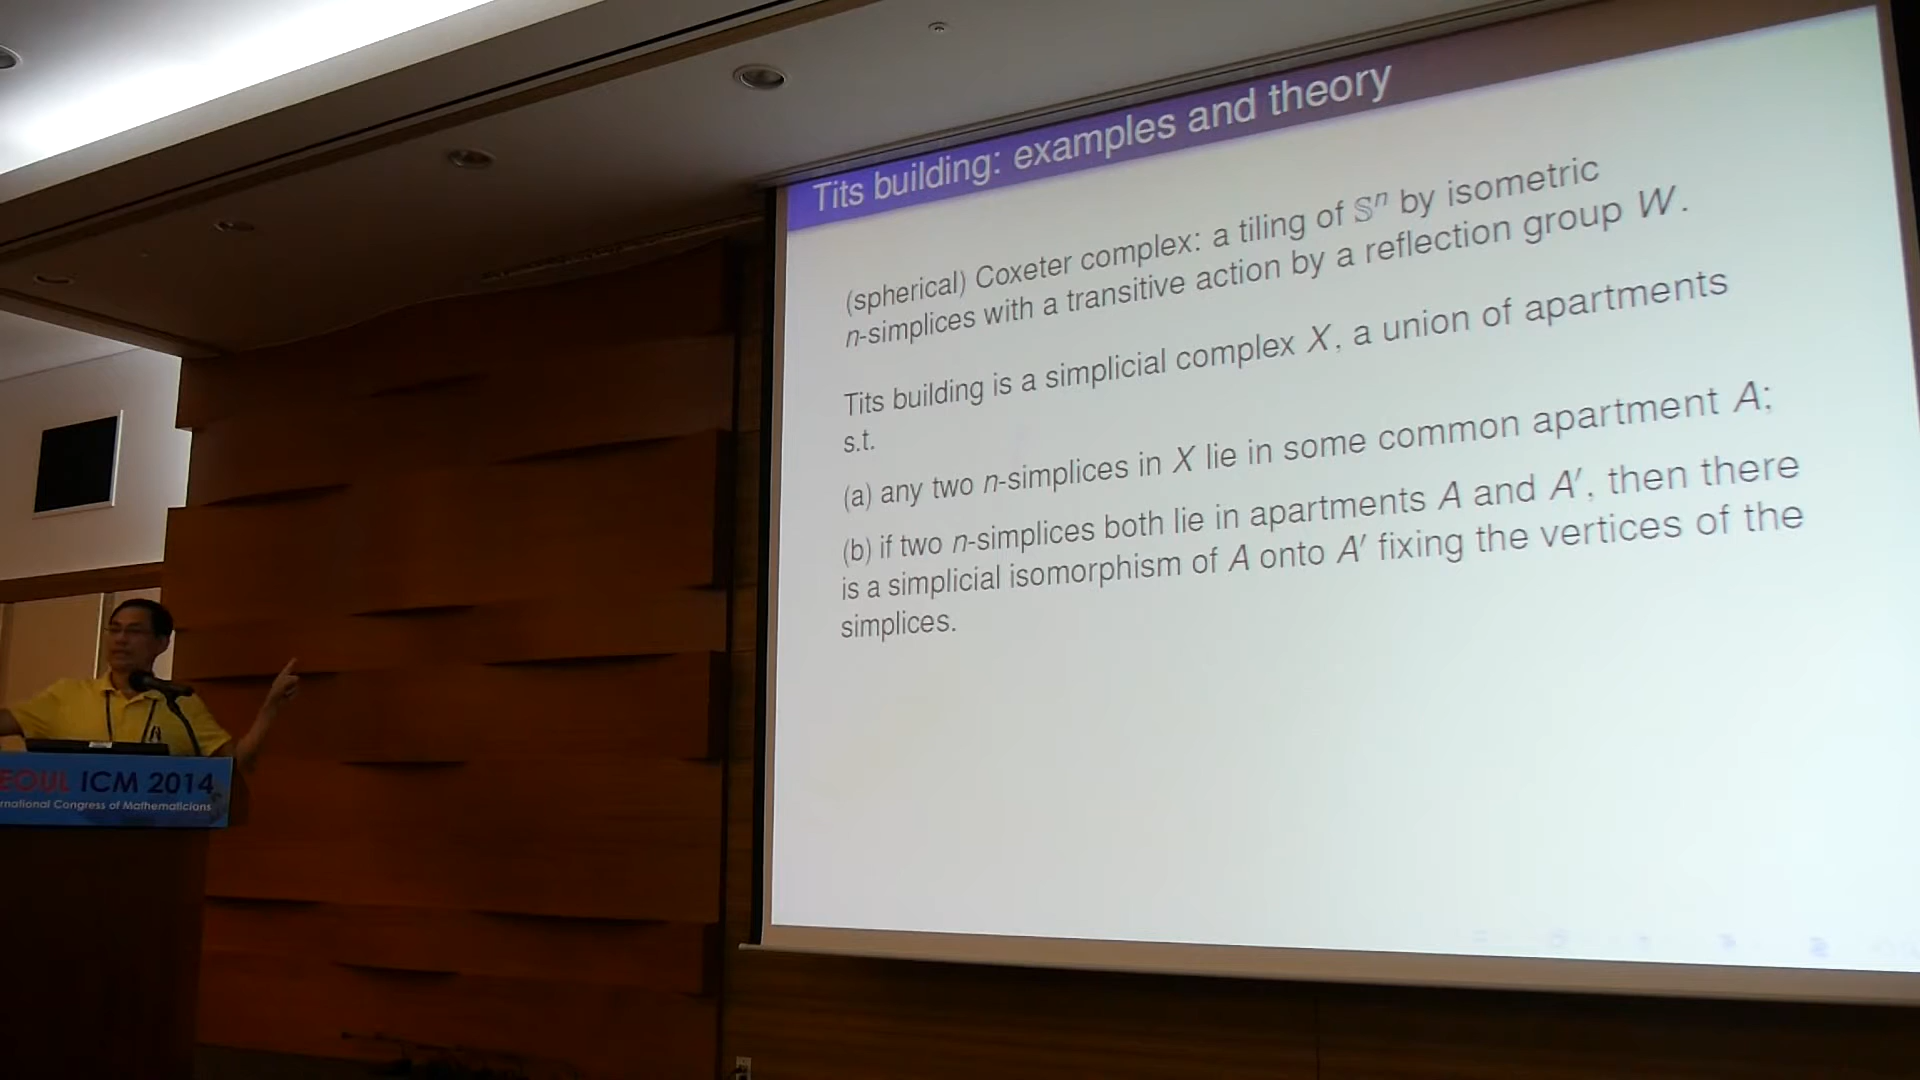 Tits building: examples and theory
(spherical) Coxeter complex: a tiling of 𝕊ⁿ by isometric
n-simplices with a transitive action by a reflection group W.
Tits building is a simplicial complex X, a union of apartments
s.t.
(a) any two n-simplices in X lie in some common apartment A;
(b) if two n-simplices both lie in apartments A and A′, then there
is a simplicial isomorphism of A onto A′ fixing the vertices of the
simplices.
EOUL ICM 2014
rnational Congress of Mathematicians